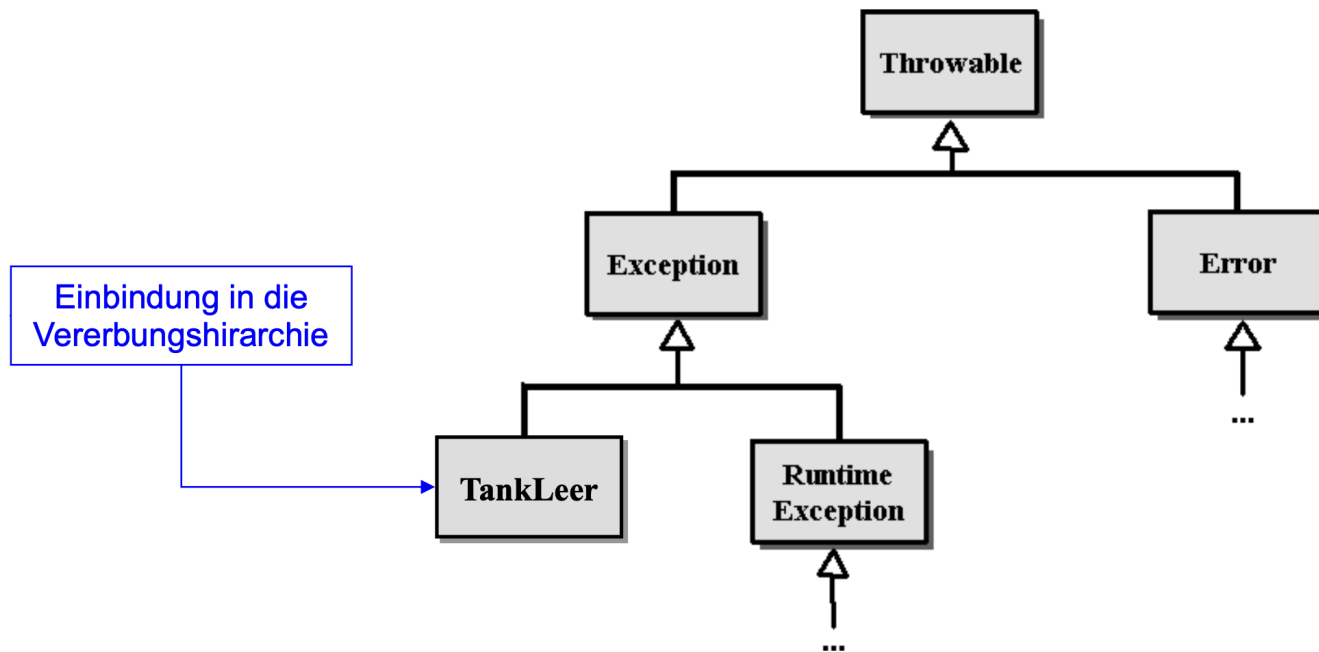 Throwable
Exception
Error
Einbindung in die
Vererbungshirarchie
...
TankLeer
Runtime
Exception
...